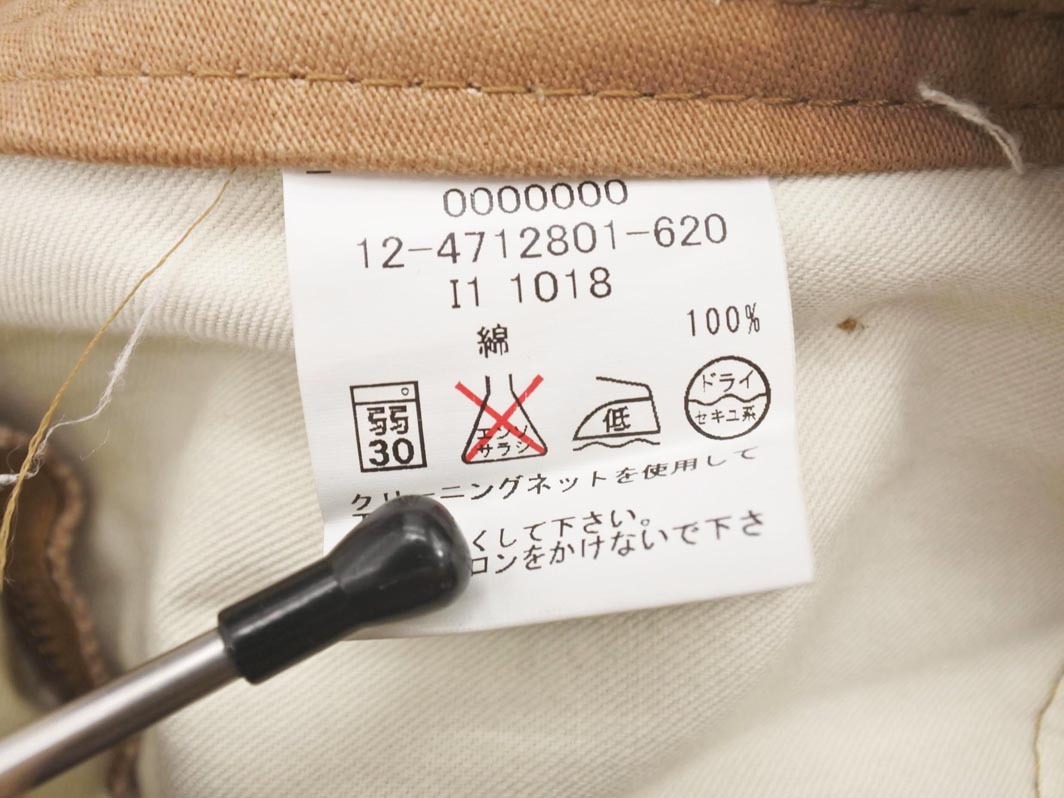 0000000
12-4712801-620
I1 1018
綿 100%
弱 30
エンソ サラシ
低
ドライ セキユ系
クリーニングネットを使用して
くして下さい。
ロンをかけないで下さ